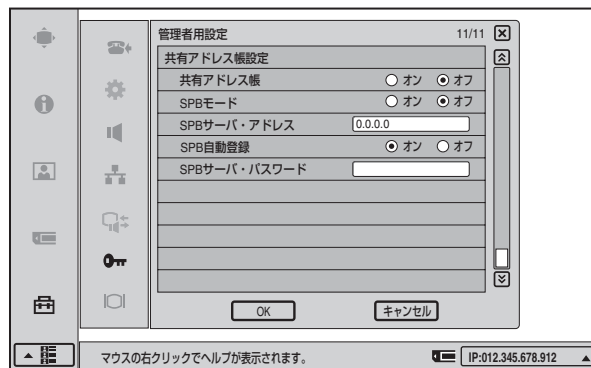 管理者用設定 11/11
共有アドレス帳設定
共有アドレス帳 オン オフ
SPBモード オン オフ
SPBサーバ・アドレス 0.0.0.0
SPB自動登録 オン オフ
SPBサーバ・パスワード
OK キャンセル
マウスの右クリックでヘルプが表示されます。 IP:012.345.678.912